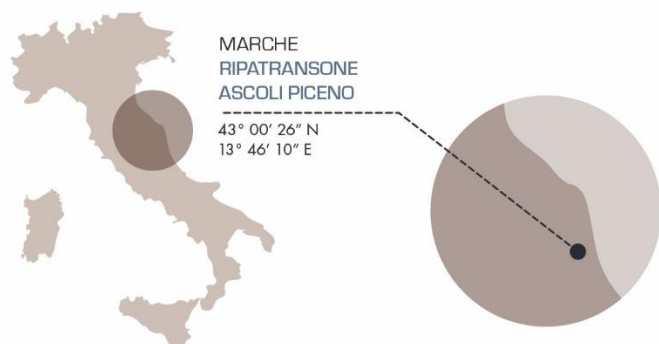 MARCHE
RIPATRANSONE
ASCOLI PICENO
43° 00’ 26” N
13° 46’ 10” E